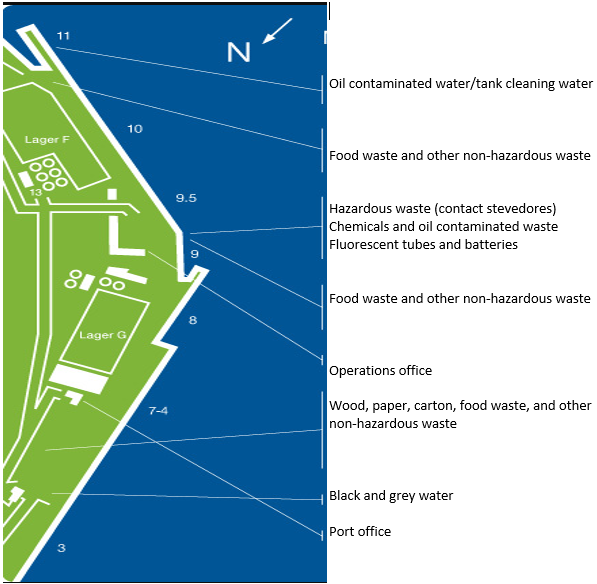 11
N
Oil contaminated water/tank cleaning water
10
Lager F
Food waste and other non-hazardous waste
13
9.5
Hazardous waste (contact stevedores)
Chemicals and oil contaminated waste
Fluorescent tubes and batteries
9
Food waste and other non-hazardous waste
8
Lager G
Operations office
7-4
Wood, paper, carton, food waste, and other
non-hazardous waste
Black and grey water
Port office
3